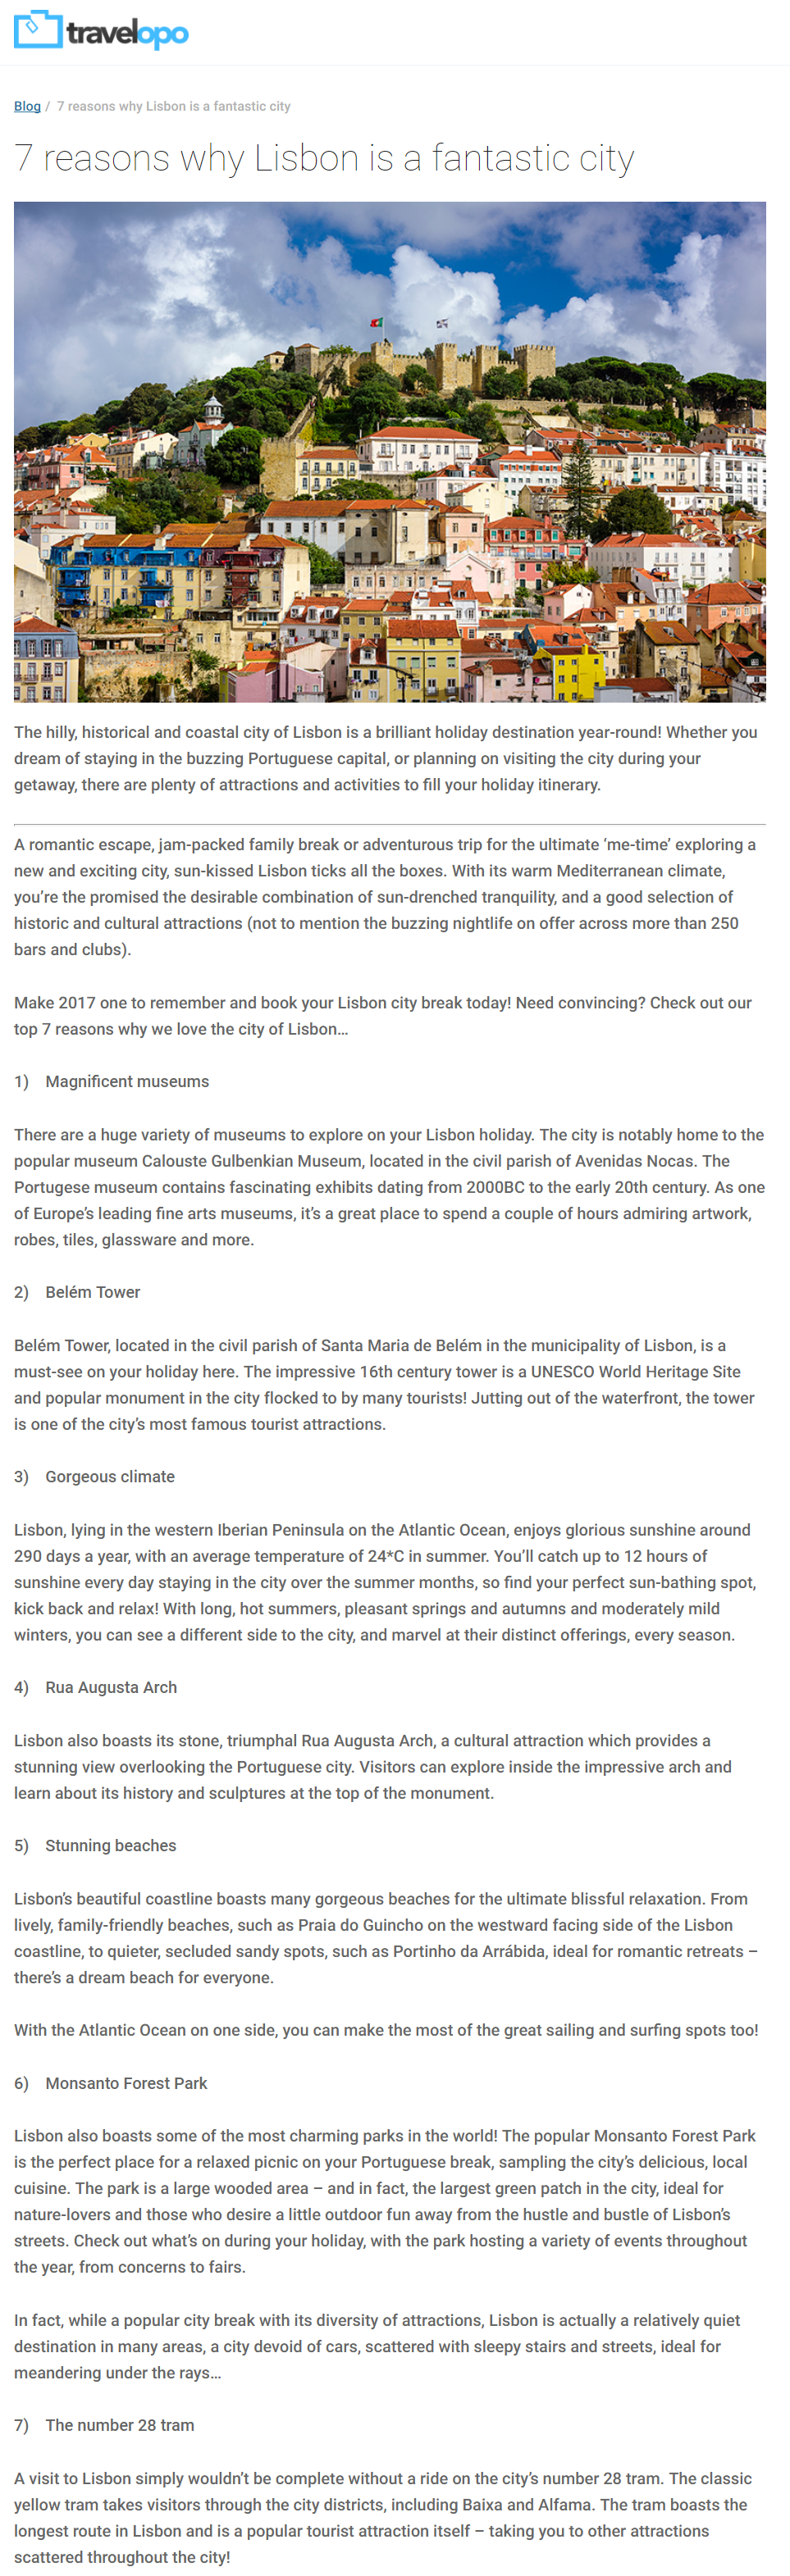 travelopo
Blog / 7 reasons why Lisbon is a fantastic city
7 reasons why Lisbon is a fantastic city
The hilly, historical and coastal city of Lisbon is a brilliant holiday destination year-round! Whether you
dream of staying in the buzzing Portuguese capital, or planning on visiting the city during your
getaway, there are plenty of attractions and activities to fill your holiday itinerary.
A romantic escape, jam-packed family break or adventurous trip for the ultimate ‘me-time’ exploring a
new and exciting city, sun-kissed Lisbon ticks all the boxes. With its warm Mediterranean climate,
you’re the promised the desirable combination of sun-drenched tranquility, and a good selection of
historic and cultural attractions (not to mention the buzzing nightlife on offer across more than 250
bars and clubs).
Make 2017 one to remember and book your Lisbon city break today! Need convincing? Check out our
top 7 reasons why we love the city of Lisbon…
1) Magnificent museums
There are a huge variety of museums to explore on your Lisbon holiday. The city is notably home to the
popular museum Calouste Gulbenkian Museum, located in the civil parish of Avenidas Nocas. The
Portugese museum contains fascinating exhibits dating from 2000BC to the early 20th century. As one
of Europe’s leading fine arts museums, it’s a great place to spend a couple of hours admiring artwork,
robes, tiles, glassware and more.
2) Belém Tower
Belém Tower, located in the civil parish of Santa Maria de Belém in the municipality of Lisbon, is a
must-see on your holiday here. The impressive 16th century tower is a UNESCO World Heritage Site
and popular monument in the city flocked to by many tourists! Jutting out of the waterfront, the tower
is one of the city’s most famous tourist attractions.
3) Gorgeous climate
Lisbon, lying in the western Iberian Peninsula on the Atlantic Ocean, enjoys glorious sunshine around
290 days a year, with an average temperature of 24*C in summer. You’ll catch up to 12 hours of
sunshine every day staying in the city over the summer months, so find your perfect sun-bathing spot,
kick back and relax! With long, hot summers, pleasant springs and autumns and moderately mild
winters, you can see a different side to the city, and marvel at their distinct offerings, every season.
4) Rua Augusta Arch
Lisbon also boasts its stone, triumphal Rua Augusta Arch, a cultural attraction which provides a
stunning view overlooking the Portuguese city. Visitors can explore inside the impressive arch and
learn about its history and sculptures at the top of the monument.
5) Stunning beaches
Lisbon’s beautiful coastline boasts many gorgeous beaches for the ultimate blissful relaxation. From
lively, family-friendly beaches, such as Praia do Guincho on the westward facing side of the Lisbon
coastline, to quieter, secluded sandy spots, such as Portinho da Arrábida, ideal for romantic retreats –
there’s a dream beach for everyone.
With the Atlantic Ocean on one side, you can make the most of the great sailing and surfing spots too!
6) Monsanto Forest Park
Lisbon also boasts some of the most charming parks in the world! The popular Monsanto Forest Park
is the perfect place for a relaxed picnic on your Portuguese break, sampling the city’s delicious, local
cuisine. The park is a large wooded area – and in fact, the largest green patch in the city, ideal for
nature-lovers and those who desire a little outdoor fun away from the hustle and bustle of Lisbon’s
streets. Check out what’s on during your holiday, with the park hosting a variety of events throughout
the year, from concerns to fairs.
In fact, while a popular city break with its diversity of attractions, Lisbon is actually a relatively quiet
destination in many areas, a city devoid of cars, scattered with sleepy stairs and streets, ideal for
meandering under the rays…
7) The number 28 tram
A visit to Lisbon simply wouldn’t be complete without a ride on the city’s number 28 tram. The classic
yellow tram takes visitors through the city districts, including Baixa and Alfama. The tram boasts the
longest route in Lisbon and is a popular tourist attraction itself – taking you to other attractions
scattered throughout the city!